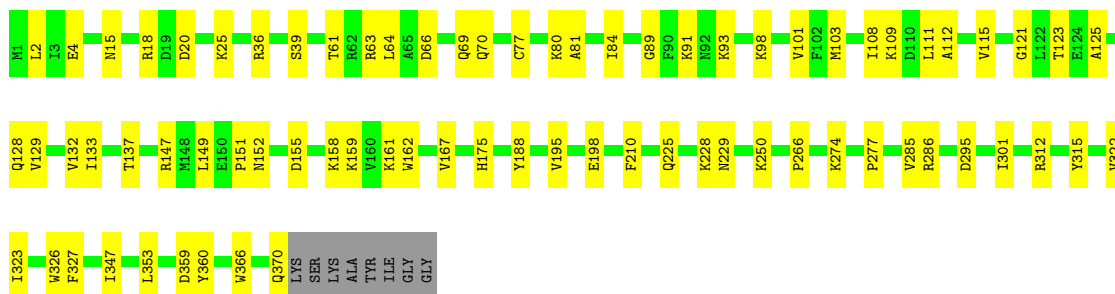 M1 L2 I3 E4 N15 R18 D19 D20 K25 R36 S39 T61 R62 R63 L64 A65 D66 Q69 Q70 C77 K80 A81 I84 G89 F90 K91 N92 K93 K98 V101 F102 M103 I108 K109 D110 L111 A112 V115 G121 L122 T123 E124 A125
Q128 V129 V132 I133 T137 R147 M148 L149 E150 P151 N152 D155 K158 K159 V160 K161 W162 V167 H175 Y188 V195 E198 F210 Q225 K228 N229 K250 P266 K274 P277 V285 R286 D295 I301 R312 Y315
I323 W326 F327 I347 L353 D359 Y360 W366 Q370 LYS SER LYS ALA TYR ILE GLY GLY